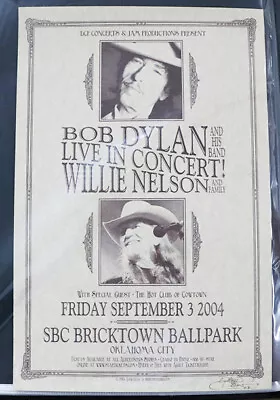 LCF CONCERTS & JAM PRODUCTIONS PRESENT
BOB DYLAN AND HIS BAND
LIVE IN CONCERT!
WILLIE NELSON AND FAMILY
WITH SPECIAL GUEST · THE HOT CLUB OF COWTOWN
FRIDAY SEPTEMBER 3 2004
SBC BRICKTOWN BALLPARK
OKLAHOMA CITY